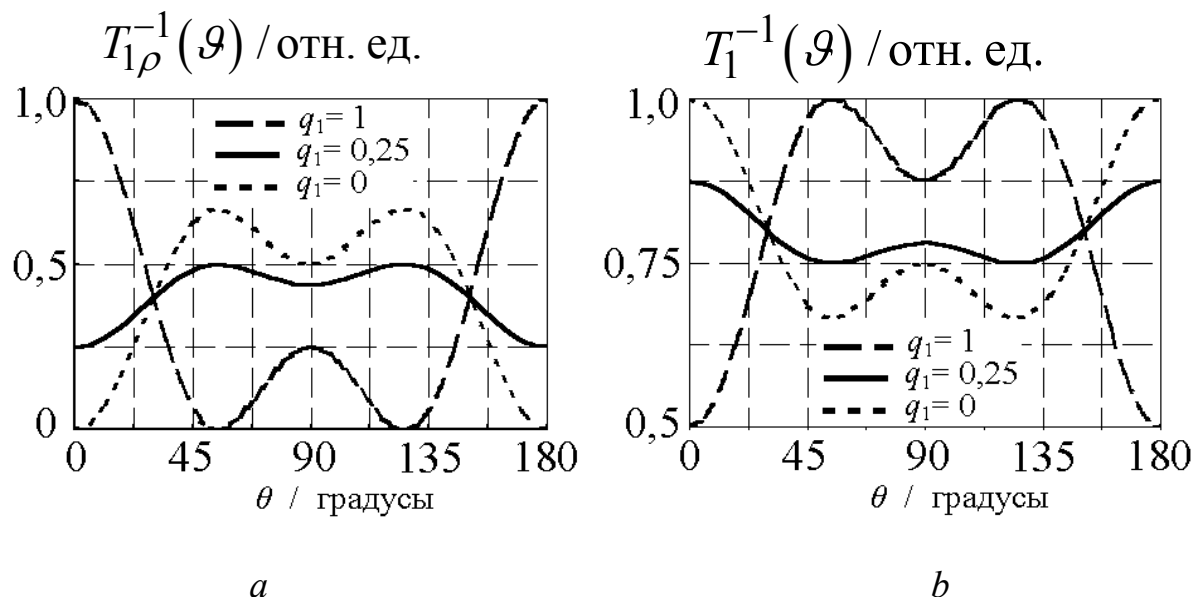 T₁ρ⁻¹(ϑ) / отн. ед.
1,0
0,5
0
q₁= 1
q₁= 0,25
q₁= 0
0 45 90 135 180
θ / градусы
a
T₁⁻¹(ϑ) / отн. ед.
1,0
0,75
0,5
q₁= 1
q₁= 0,25
q₁= 0
0 45 90 135 180
θ / градусы
b